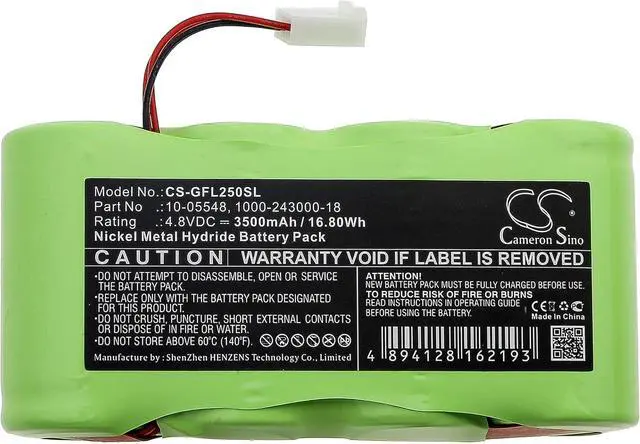 Model No.:CS-GFL250SL
Part No :10-05548, 1000-243000-18
Rating :4.8VDC = 3500mAh / 16.80Wh
Nickel Metal Hydride Battery Pack
CS
Cameron Sino
CAUTION WARRANTY VOID IF LABEL IS REMOVED
•DO NOT ATTEMPT TO DISASSEMBLE, OPEN OR SERVICE
THE BATTERY PACK.
•REPLACE ONLY WITH THE BATTERY PACK DESIGNATED
FOR THIS EQUIPMENT.
•DO NOT CRUSH, PUNCTURE, SHORT EXTERNAL CONTACTS
OR DISPOSE OF IN FIRE.
•DO NOT STORE ABOVE 60°C (140°F).
Manufacture by : ShenZhen HENZENS Technology Co., Limited
NEW BATTERY PACK MUST BE FULLY CHARGED BEFORE USE.
TO REDUCE RISK OF FIRE OR BURNS
READ INSTRUCTIONS IN OPERATING GUIDE
BEFORE USING THE BATTERY PACK.
CE
Made In China
4 894128 162193